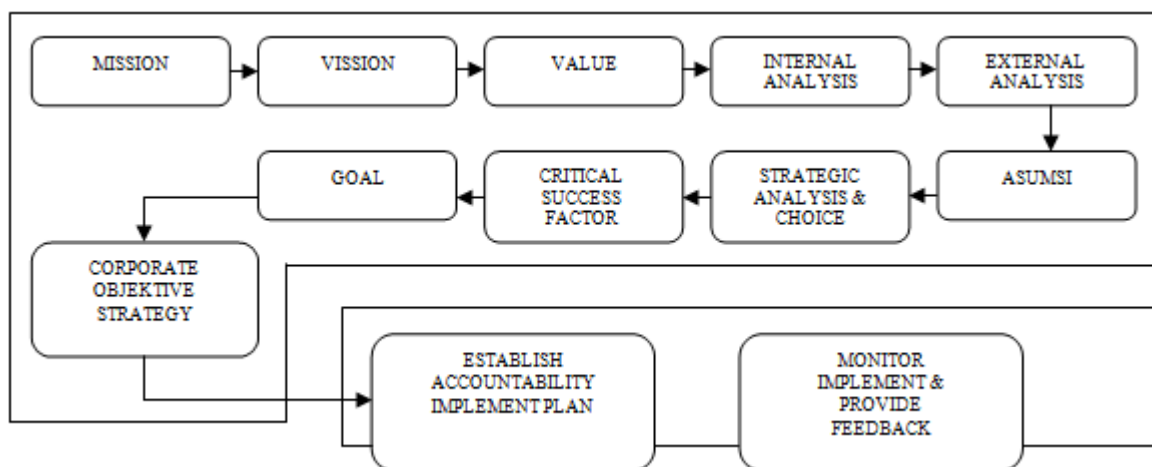 MISSION
VISSION
VALUE
INTERNAL
ANALYSIS
EXTERNAL
ANALYSIS
ASUMSI
STRATEGIC
ANALYSIS &
CHOICE
CRITICAL
SUCCESS
FACTOR
GOAL
CORPORATE
OBJEKTIVE
STRATEGY
ESTABLISH
ACCOUNTABILITY
IMPLEMENT PLAN
MONITOR
IMPLEMENT &
PROVIDE
FEEDBACK